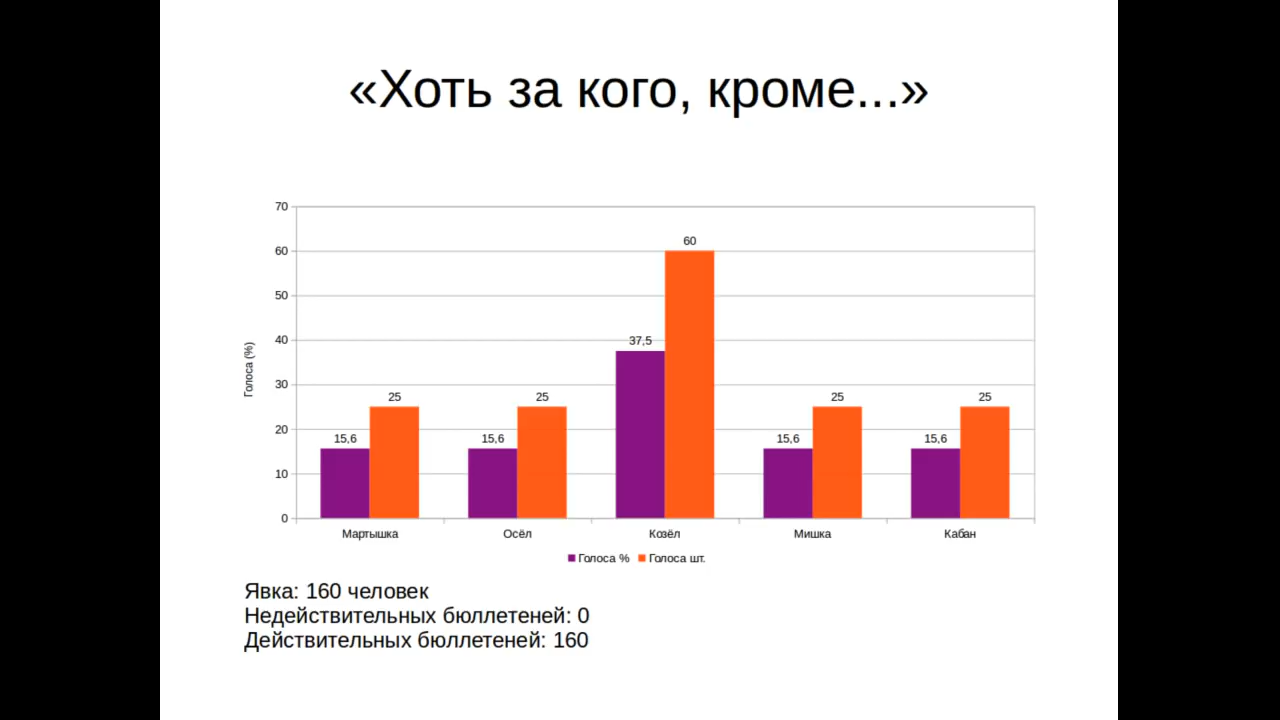 «Хоть за кого, кроме...»
70
60
60
50
40
37,5
Голоса (%)
30
25
25
25
25
20
15,6
15,6
15,6
15,6
10
0
Мартышка Осёл Козёл Мишка Кабан
Голоса % Голоса шт.
Явка: 160 человек
Недействительных бюллетеней: 0
Действительных бюллетеней: 160